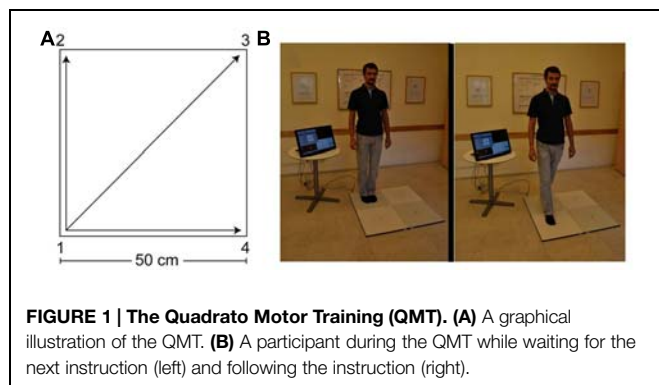 A 2 3 B
1 4
50 cm
FIGURE 1 | The Quadrato Motor Training (QMT). (A) A graphical
illustration of the QMT. (B) A participant during the QMT while waiting for the
next instruction (left) and following the instruction (right).